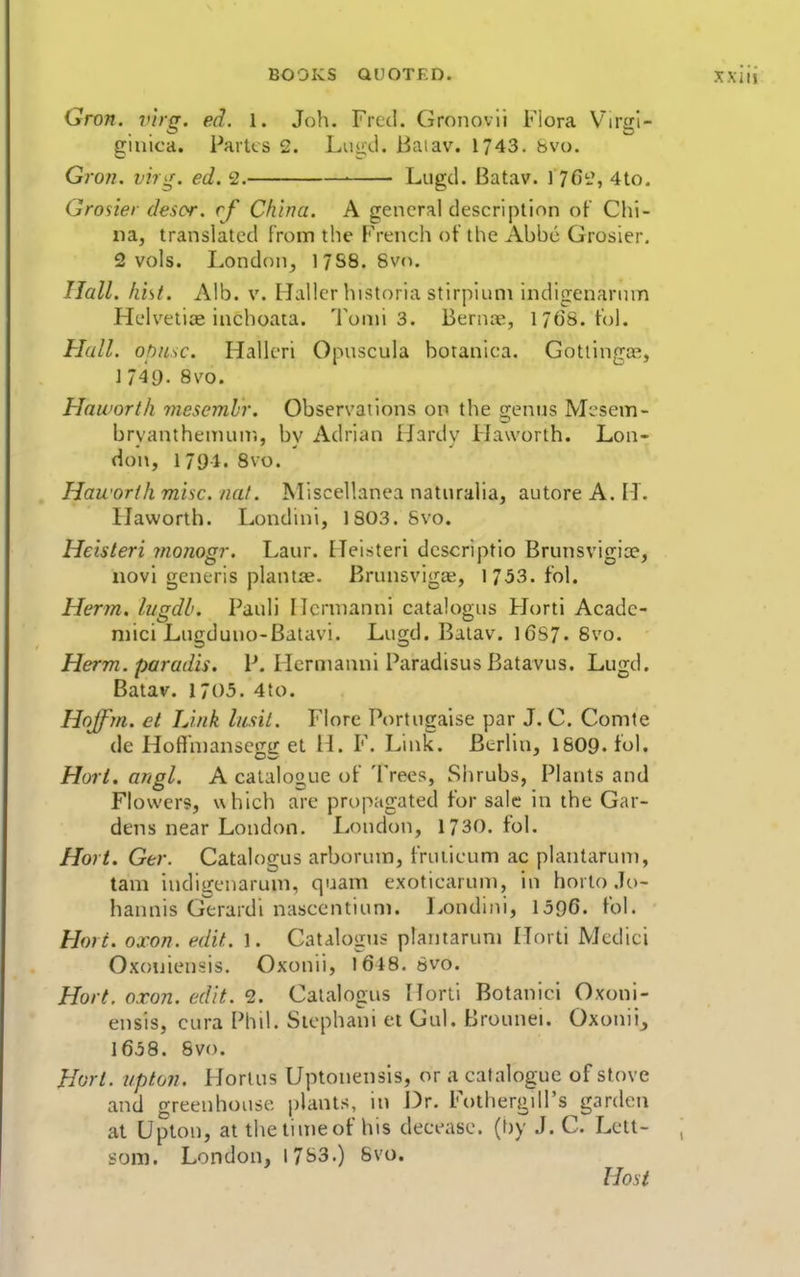 BOOKS QUOTED. xxiii
Gron. virg. ed. 1. Joh. Fred. Gronovii Flora Virgi-
ginica. Partes 2. Lugd. Batav. 1743. 8vo.
Gron. virg. ed. 2.———— Lugd. Batav. 1762, 4to.
Grosier descr. of China. A general description of Chi-
na, translated from the French of the Abbé Grosier.
2 vols. London, 1788. 8vo.
Hall. hist. Alb. v. Haller historia stirpium indigenarum
Helvetiæ inchoata. Tomi 3. Bernæ, 1768. fol.
Hall. opusc. Halleri Opuscula botanica. Gottingæ,
1749. 8vo.
Haworth mesembr. Observations on the genus Mesem-
bryanthemum, by Adrian Hardy Haworth. Lon-
don, 1794. 8vo.
Haworth misc. nat. Miscellanea naturalia, autore A. H.
Haworth. Londini, 1803. 8vo.
Heisteri monogr. Laur. Heisteri descriptio Brunsvigiæ,
novi generis plantæ. Brunsvigæ, 1753. fol.
Herm. lugdb. Pauli Hermanni catalogus Horti Acade-
mici Lugduno-Batavi. Lugd. Batav. 1687. 8vo.
Herm. paradis. P. Hermanni Paradisus Batavus. Lugd.
Batav. 1705. 4to.
Hoffm. et Link lusit. Flore Portugaise par J. C. Comte
de Hoffmansegg et H. F. Link. Berlin, 1809. fol.
Hort. angl. A catalogue of Trees, Shrubs, Plants and
Flowers, which are propagated for sale in the Gar-
dens near London. London, 1730. fol.
Hort. Ger. Catalogus arborum, fruticum ac plantarum,
tam indigenarum, quam exoticarum, in horto Jo-
hannis Gerardi nascentium. Londini, 1596. fol.
Hort. oxon. edit. 1. Catalogus plantarum Horti Medici
Oxoniensis. Oxonii, 1648. 8vo.
Hort. oxon. edit. 2. Catalogus Horti Botanici Oxoni-
ensis, cura Phil. Stephani et Gul. Brounei. Oxonii,
1658. 8vo.
Hort. upton. Hortus Uptonensis, or a catalogue of stove
and greenhouse plants, in Dr. Fothergill's garden
at Upton, at the time of his decease. (by J. C. Lett-
som. London, 1783.) 8vo.
Host